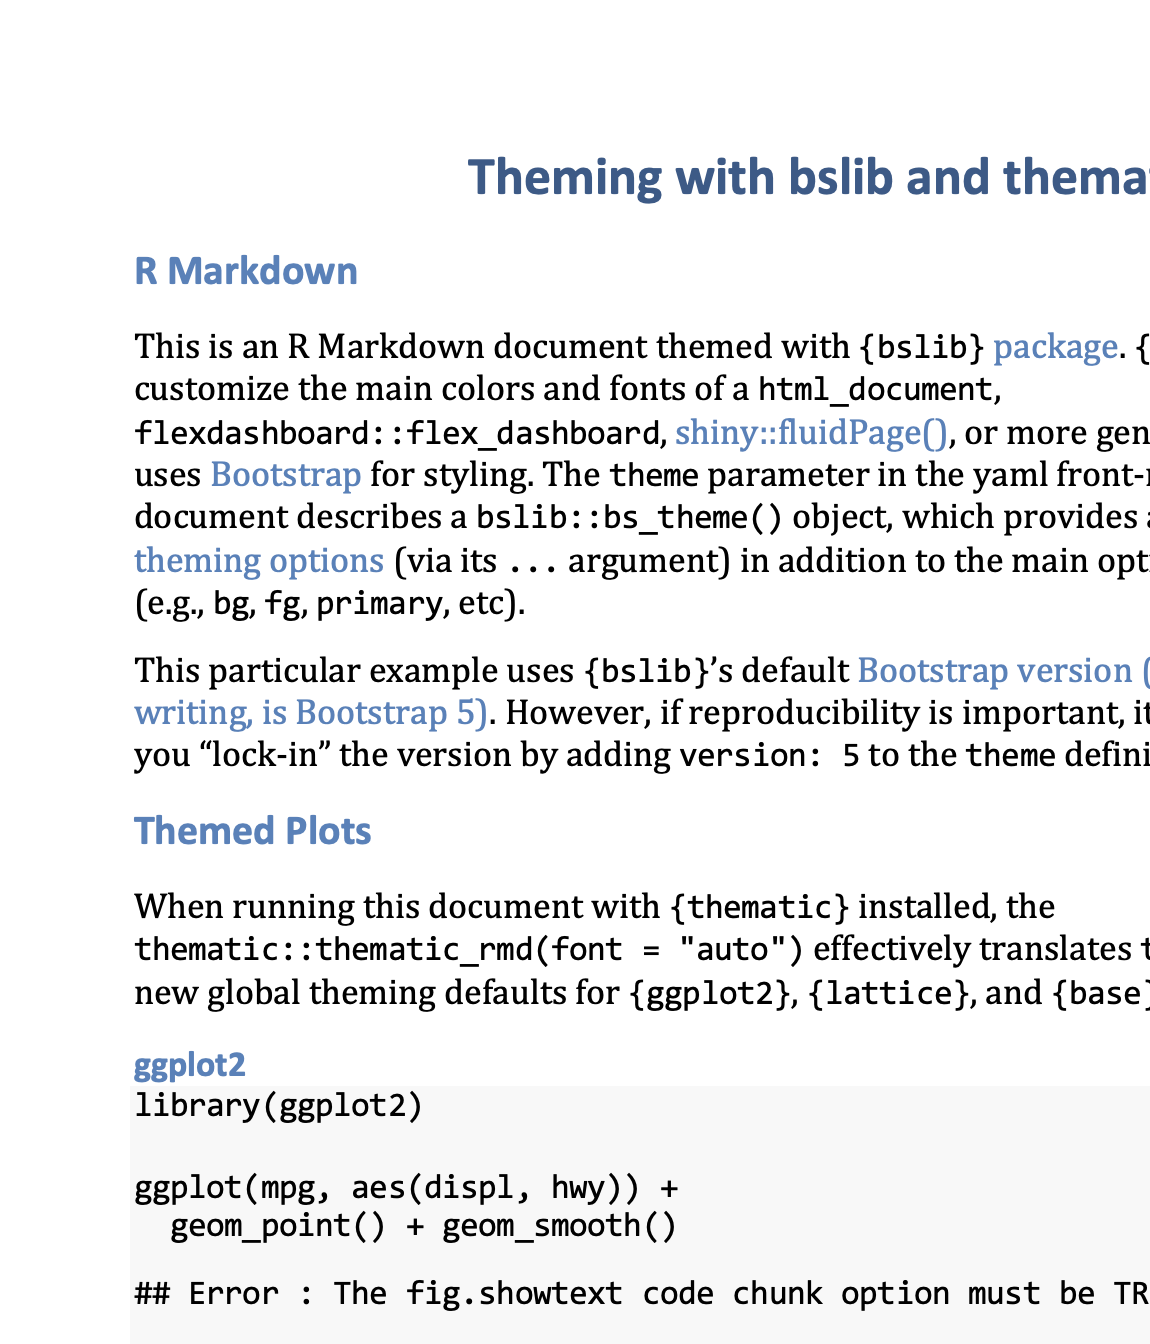 Theming with bslib and
R Markdown
This is an R Markdown document themed with {bslib} package. {
customize the main colors and fonts of a html_document,
flexdashboard::flex_dashboard, shiny::fluidPage(), or more gen
uses Bootstrap for styling. The theme parameter in the yaml front-
document describes a bslib::bs_theme() object, which provides a
theming options (via its ... argument) in addition to the main opt
(e.g., bg, fg, primary, etc).
This particular example uses {bslib}’s default Bootstrap version (
writing, is Bootstrap 5). However, if reproducibility is important, it
you “lock-in” the version by adding version: 5 to the theme defini
Themed Plots
When running this document with {thematic} installed, the
thematic::thematic_rmd(font = "auto") effectively translates
new global theming defaults for {ggplot2}, {lattice}, and {base}
ggplot2
library(ggplot2)
ggplot(mpg, aes(displ, hwy)) +
geom_point() + geom_smooth()
## Error : The fig.showtext code chunk option must be TR